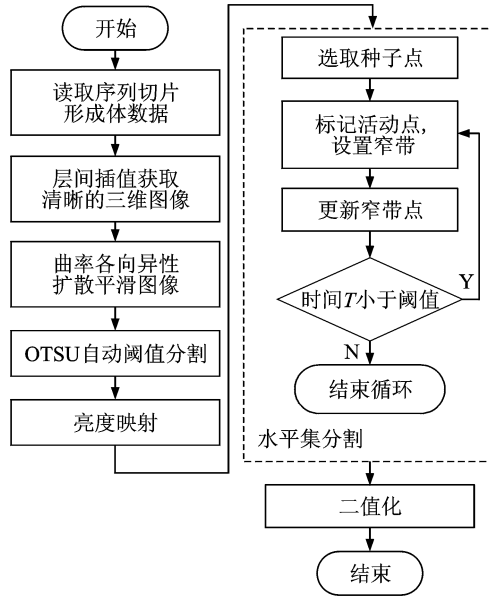 开始
读取序列切片
形成体数据
层间插值获取
清晰的三维图像
曲率各向异性
扩散平滑图像
OTSU自动阈值分割
亮度映射
选取种子点
标记活动点,
设置窄带
更新窄带点
时间T小于阈值
Y
N
结束循环
水平集分割
二值化
结束